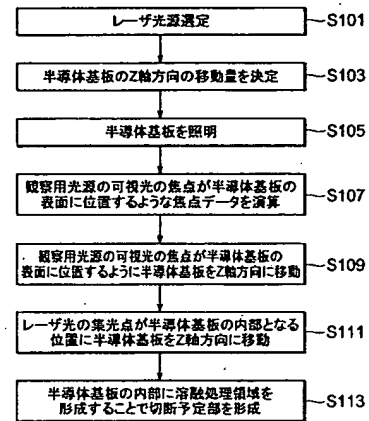 レーザ光源選定
S101
半導体基板のZ軸方向の移動量を決定
S103
半導体基板を照明
S105
観察用光源の可視光の焦点が半導体基板の
表面に位置するような焦点データを演算
S107
観察用光源の可視光の焦点が半導体基板の
表面に位置するように半導体基板をZ軸方向に移動
S109
レーザ光の集光点が半導体基板の内部となる
位置に半導体基板をZ軸方向に移動
S111
半導体基板の内部に溶融処理領域を
形成することで切断予定部を形成
S113